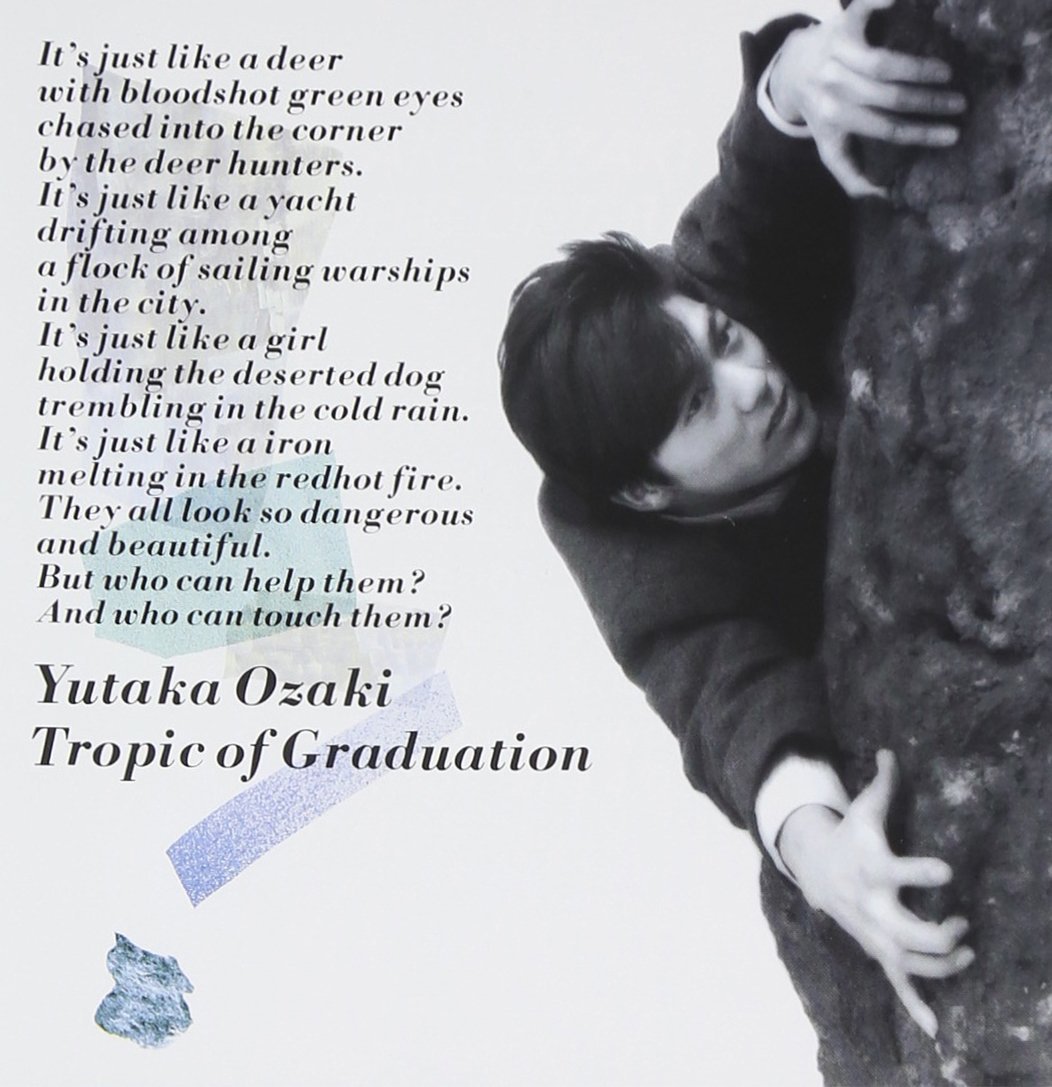 It's just like a deer
with bloodshot green eyes
chased into the corner
by the deer hunters.
It's just like a yacht
drifting among
a flock of sailing warships
in the city.
It's just like a girl
holding the deserted dog
trembling in the cold rain.
It's just like a iron
melting in the redhot fire.
They all look so dangerous
and beautiful.
But who can help them?
And who can touch them?
Yutaka Ozaki
Tropic of Graduation